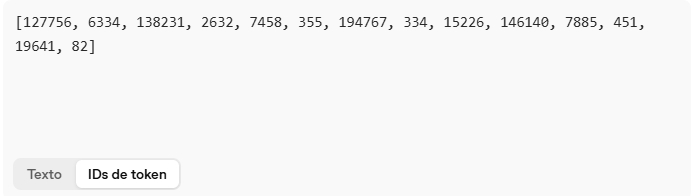 [127756, 6334, 138231, 2632, 7458, 355, 194767, 334, 15226, 146140, 7885, 451,
19641, 82]
Texto IDs de token